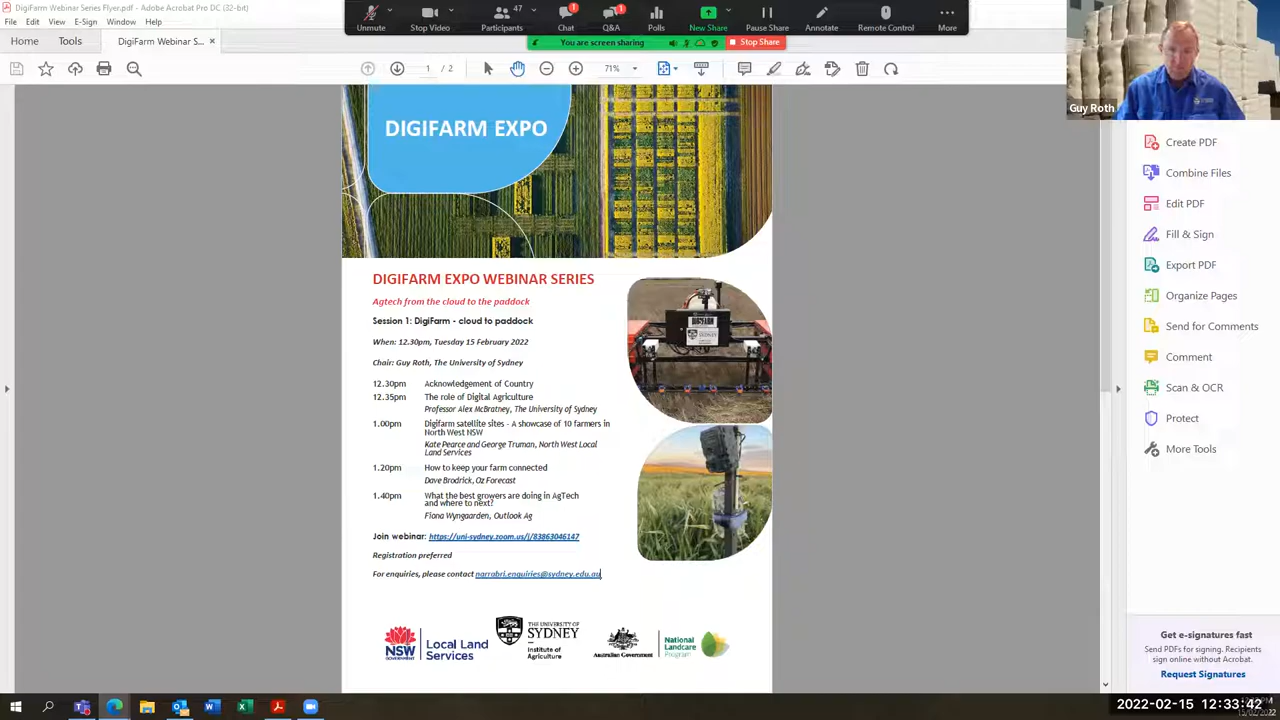 DigiFarm Webinar Series Flyer.pdf - Adobe Acrobat Pro DC (32-bit)
File Edit View E-Sign Window Help
DigiFarm Webinar S...
Unmute
Stop Video
47
Participants
1
Chat
1
Q&A
Polls
New Share
Pause Share
Annotate
Remote Control
More
You are screen sharing
Stop Share
1 / 2
71%
Guy Roth
DIGIFARM EXPO
DIGIFARM EXPO WEBINAR SERIES
Agtech from the cloud to the paddock
Session 1: DigiFarm - cloud to paddock
When: 12.30pm, Tuesday 15 February 2022
Chair: Guy Roth, The University of Sydney
12.30pm Acknowledgement of Country
12.35pm The role of Digital Agriculture
Professor Alex McBratney, The University of Sydney
1.00pm Digifarm satellite sites - A showcase of 10 farmers in
North West NSW
Kate Pearce and George Truman, North West Local
Land Services
1.20pm How to keep your farm connected
Dave Brodrick, Oz Forecast
1.40pm What the best growers are doing in AgTech
and where to next?
Fiona Wyngaarden, Outlook Ag
Join webinar: https://uni-sydney.zoom.us/j/83863046147
Registration preferred
For enquiries, please contact narrabri.enquiries@sydney.edu.au
NSW
GOVERNMENT
Local Land
Services
THE UNIVERSITY OF
SYDNEY
Institute of
Agriculture
Australian Government
National
Landcare
Program
Create PDF
Combine Files
Edit PDF
Fill & Sign
Export PDF
Organize Pages
Send for Comments
Comment
Scan & OCR
Protect
More Tools
Get e-signatures fast
Send PDFs for signing. Recipients
sign online without Acrobat.
Request Signatures
2022-02-15 12:33:42